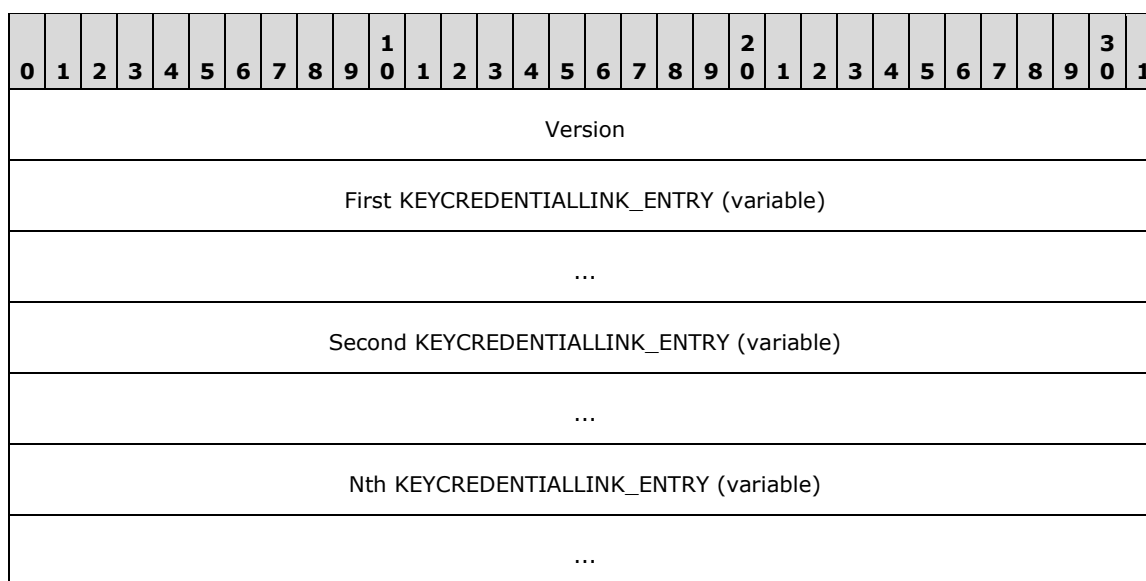 1 2 3
0 1 2 3 4 5 6 7 8 9 0 1 2 3 4 5 6 7 8 9 0 1 2 3 4 5 6 7 8 9 0 1
Version
First KEYCREDENTIALLINK_ENTRY (variable)
...
Second KEYCREDENTIALLINK_ENTRY (variable)
...
Nth KEYCREDENTIALLINK_ENTRY (variable)
...